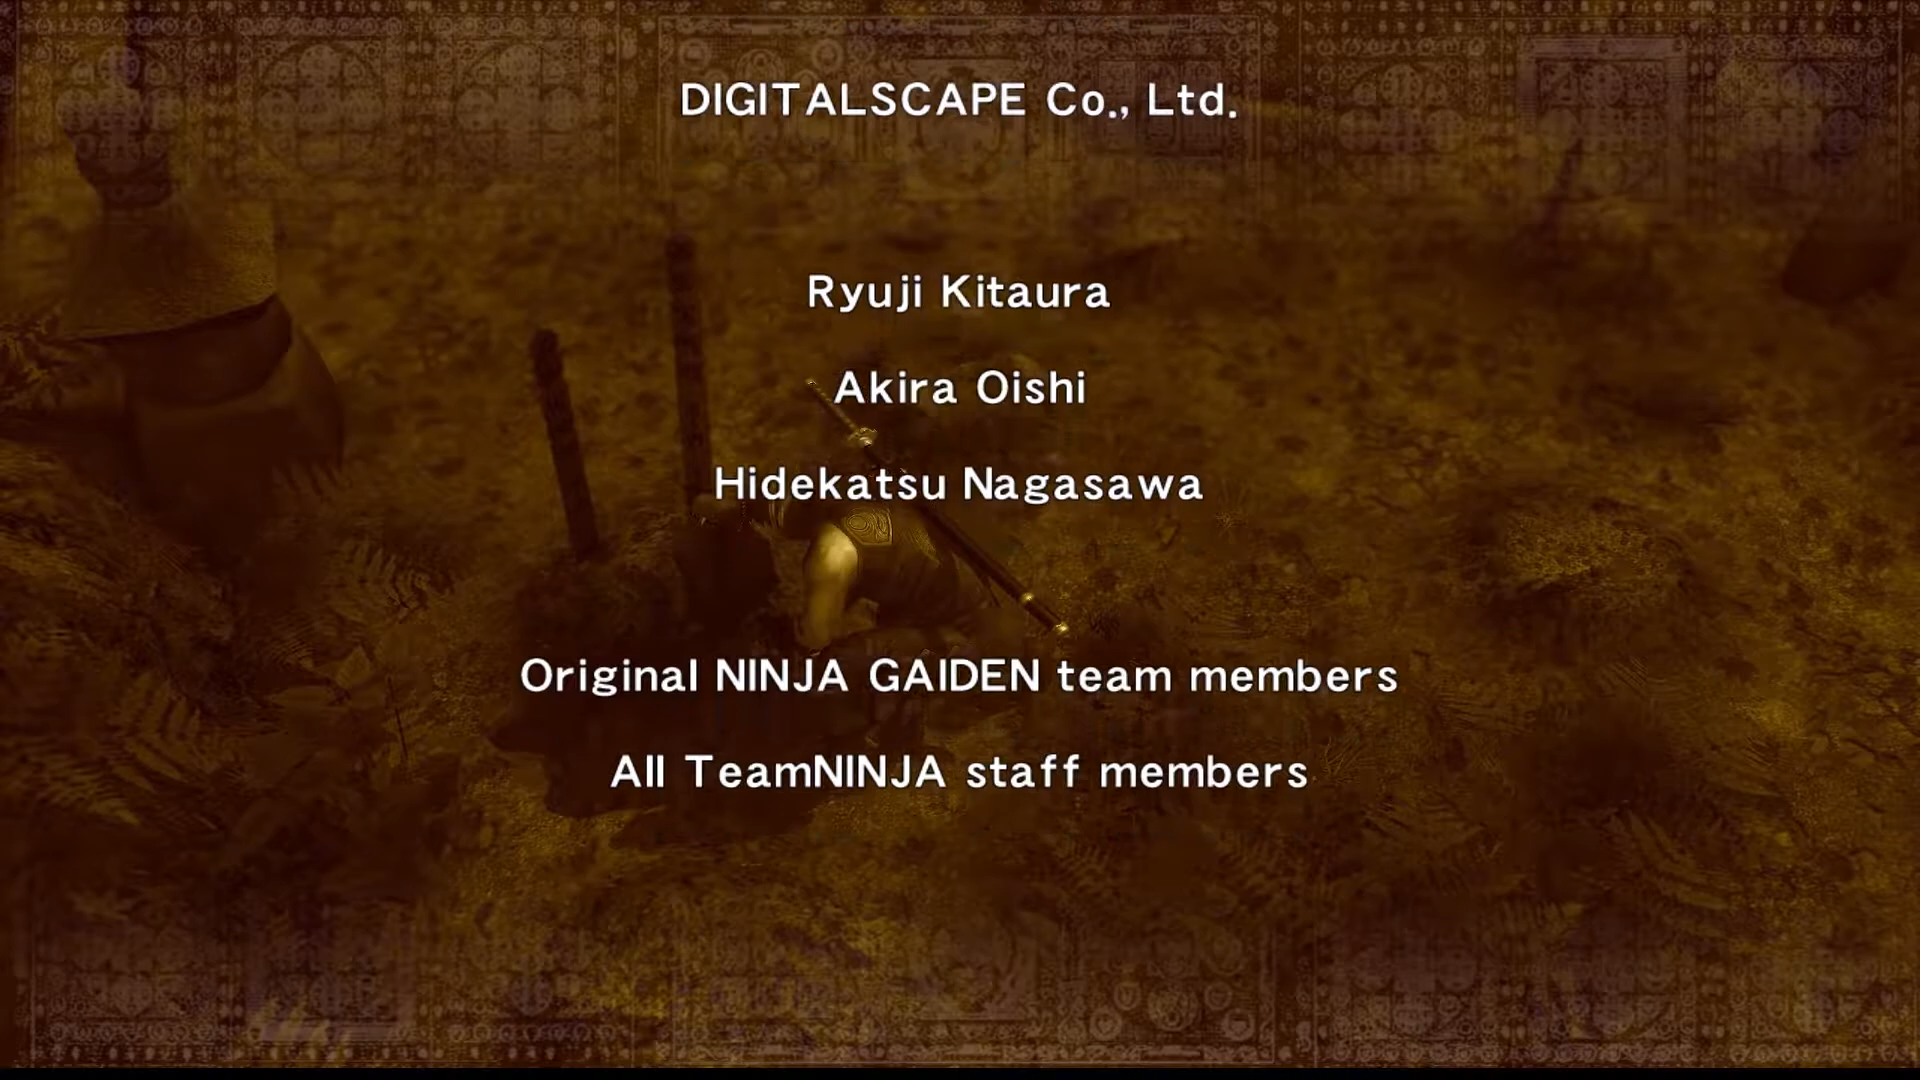 DIGITALSCAPE Co., Ltd.
Ryuji Kitaura
Akira Oishi
Hidekatsu Nagasawa
Original NINJA GAIDEN team members
All TeamNINJA staff members